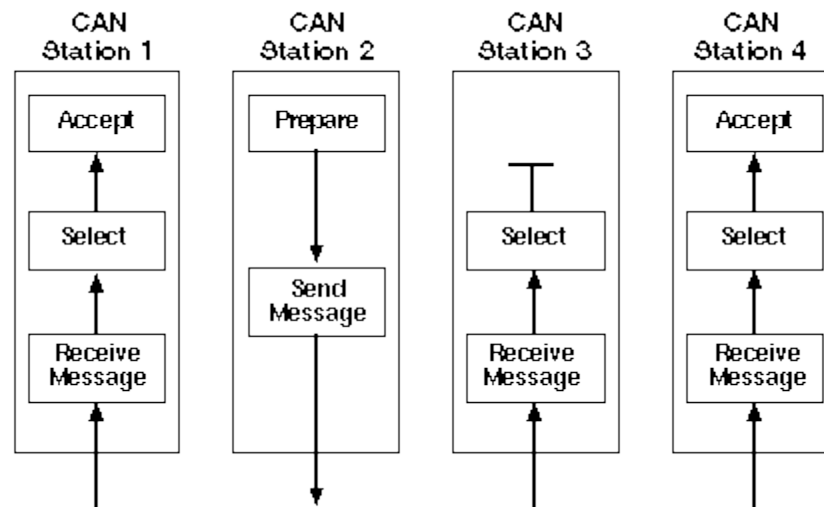 CAN
Station 1
CAN
Station 2
CAN
Station 3
CAN
Station 4
Accept
Prepare
Accept
Select
Select
Select
Send
Message
Receive
Message
Receive
Message
Receive
Message